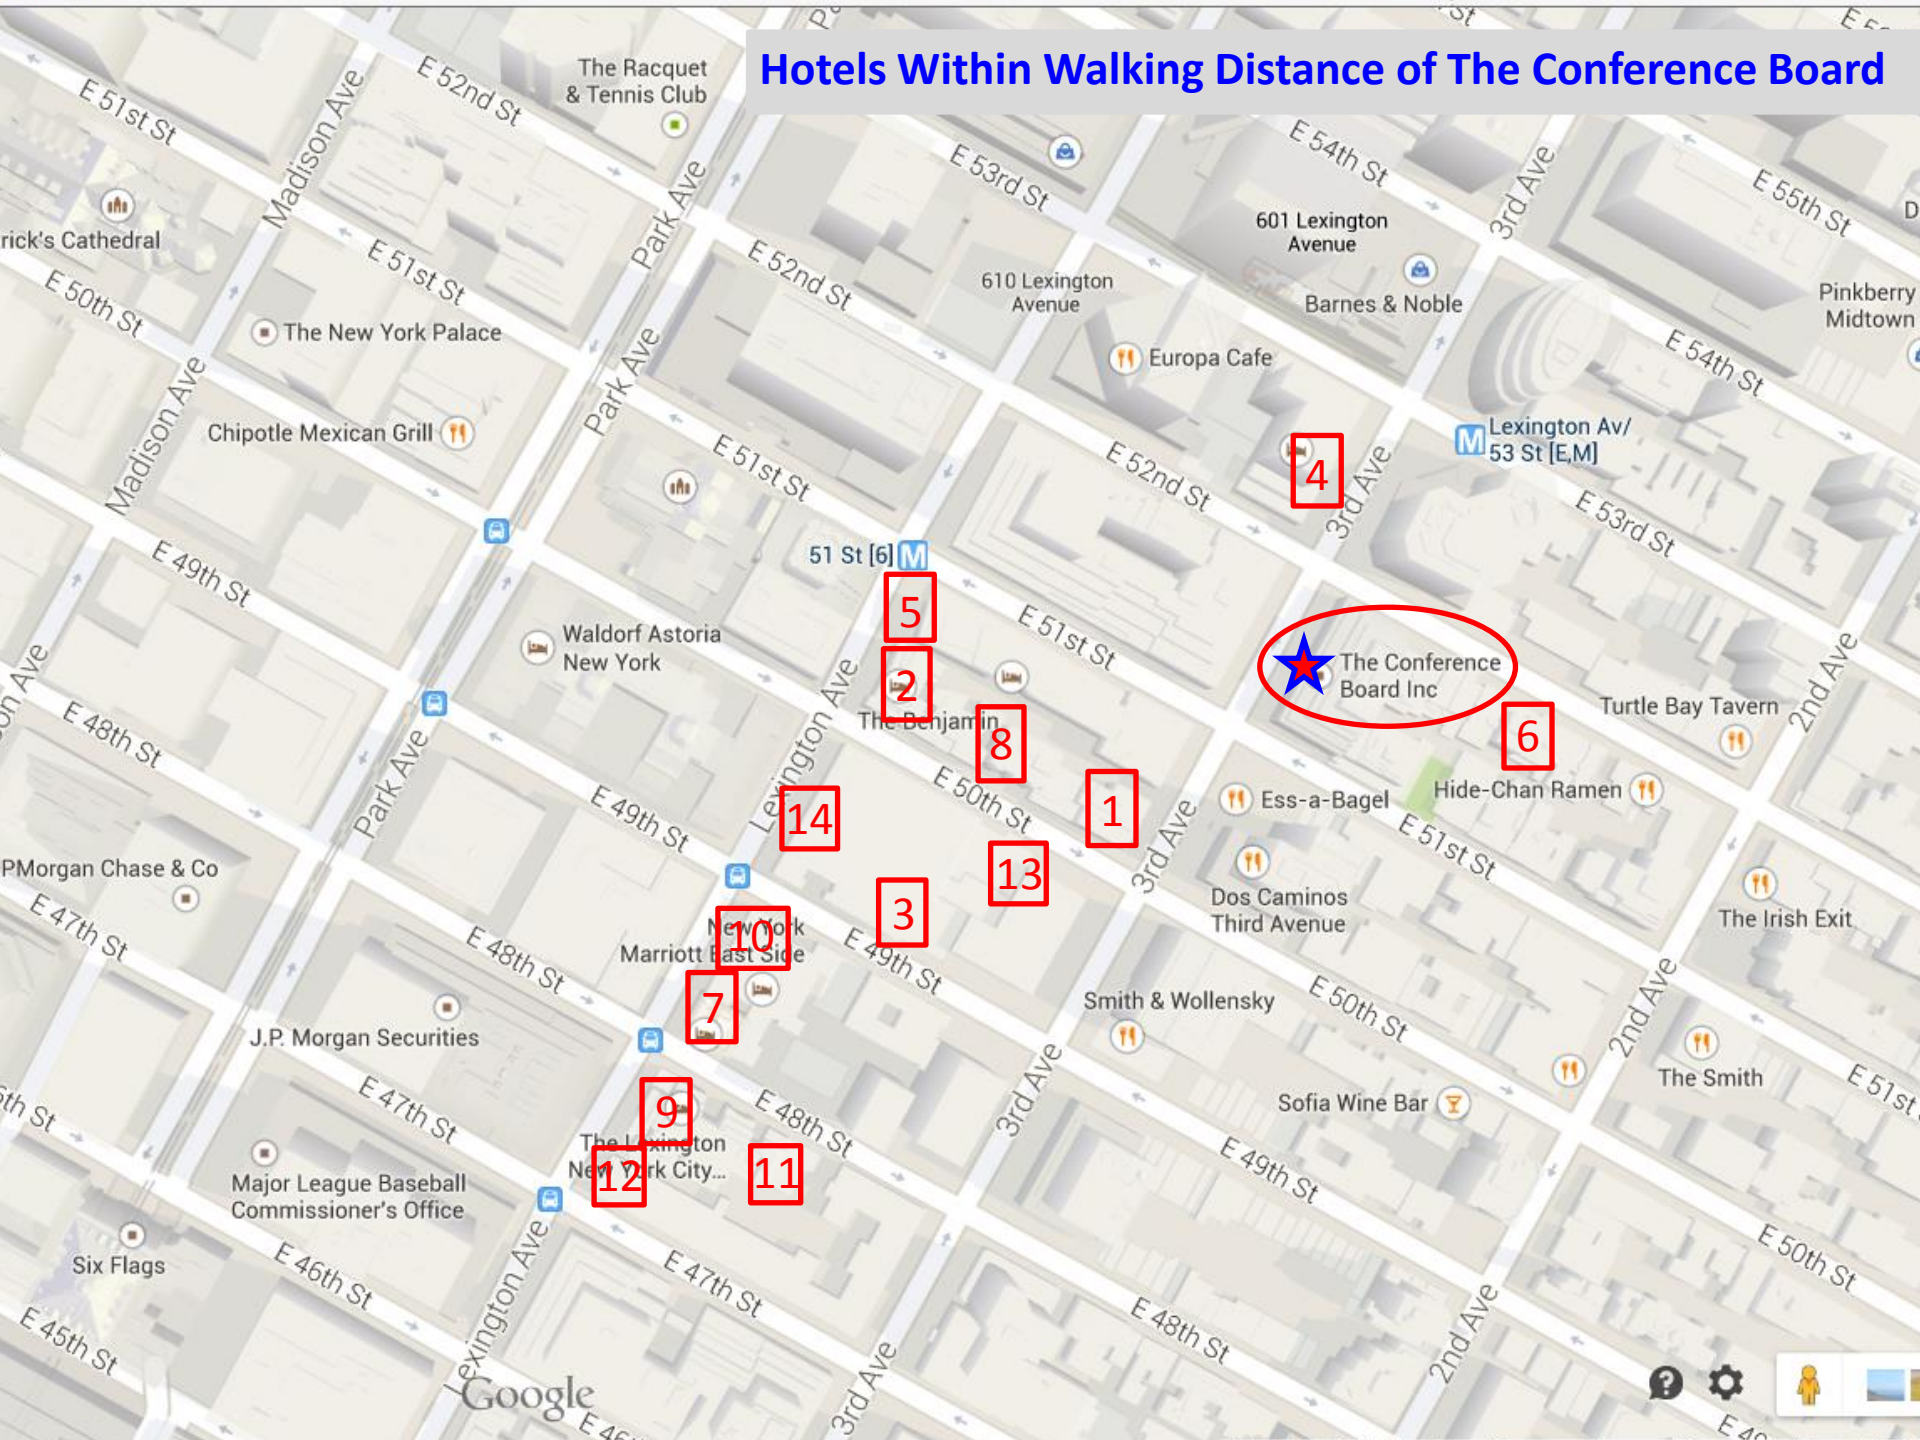 Hotels Within Walking Distance of The Conference Board
E 51st St
Madison Ave
E 52nd St
The Racquet
& Tennis Club
Park Ave
E 53rd St
E 54th St
3rd Ave
E 55th St
601 Lexington
Avenue
Barnes & Noble
Pinkberry
Midtown
rick's Cathedral
E 50th St
E 51st St
The New York Palace
E 52nd St
610 Lexington
Avenue
Europa Cafe
E 54th St
Park Ave
Madison Ave
Chipotle Mexican Grill
E 51st St
E 52nd St
4
3rd Ave
Lexington Av/
53 St [E,M]
E 53rd St
E 49th St
51 St [6]
5
E 51st St
Waldorf Astoria
New York
2
The Benjamin
8
The Conference
Board Inc
6
Turtle Bay Tavern
2nd Ave
Hide-Chan Ramen
Lexington Ave
E 48th St
Park Ave
E 49th St
14
E 50th St
1
3rd Ave
Ess-a-Bagel
E 51st St
13
3
Dos Caminos
Third Avenue
The Irish Exit
PMorgan Chase & Co
E 47th St
E 48th St
10
New York
Marriott East Side
E 49th St
7
Smith & Wollensky
E 50th St
2nd Ave
The Smith
E 51st
J.P. Morgan Securities
E 47th St
9
The Lexington
New York City...
12
11
E 48th St
3rd Ave
Sofia Wine Bar
E 49th St
Major League Baseball
Commissioner's Office
Six Flags
E 46th St
E 45th St
Lexington Ave
E 47th St
3rd Ave
E 48th St
2nd Ave
E 50th St
Google